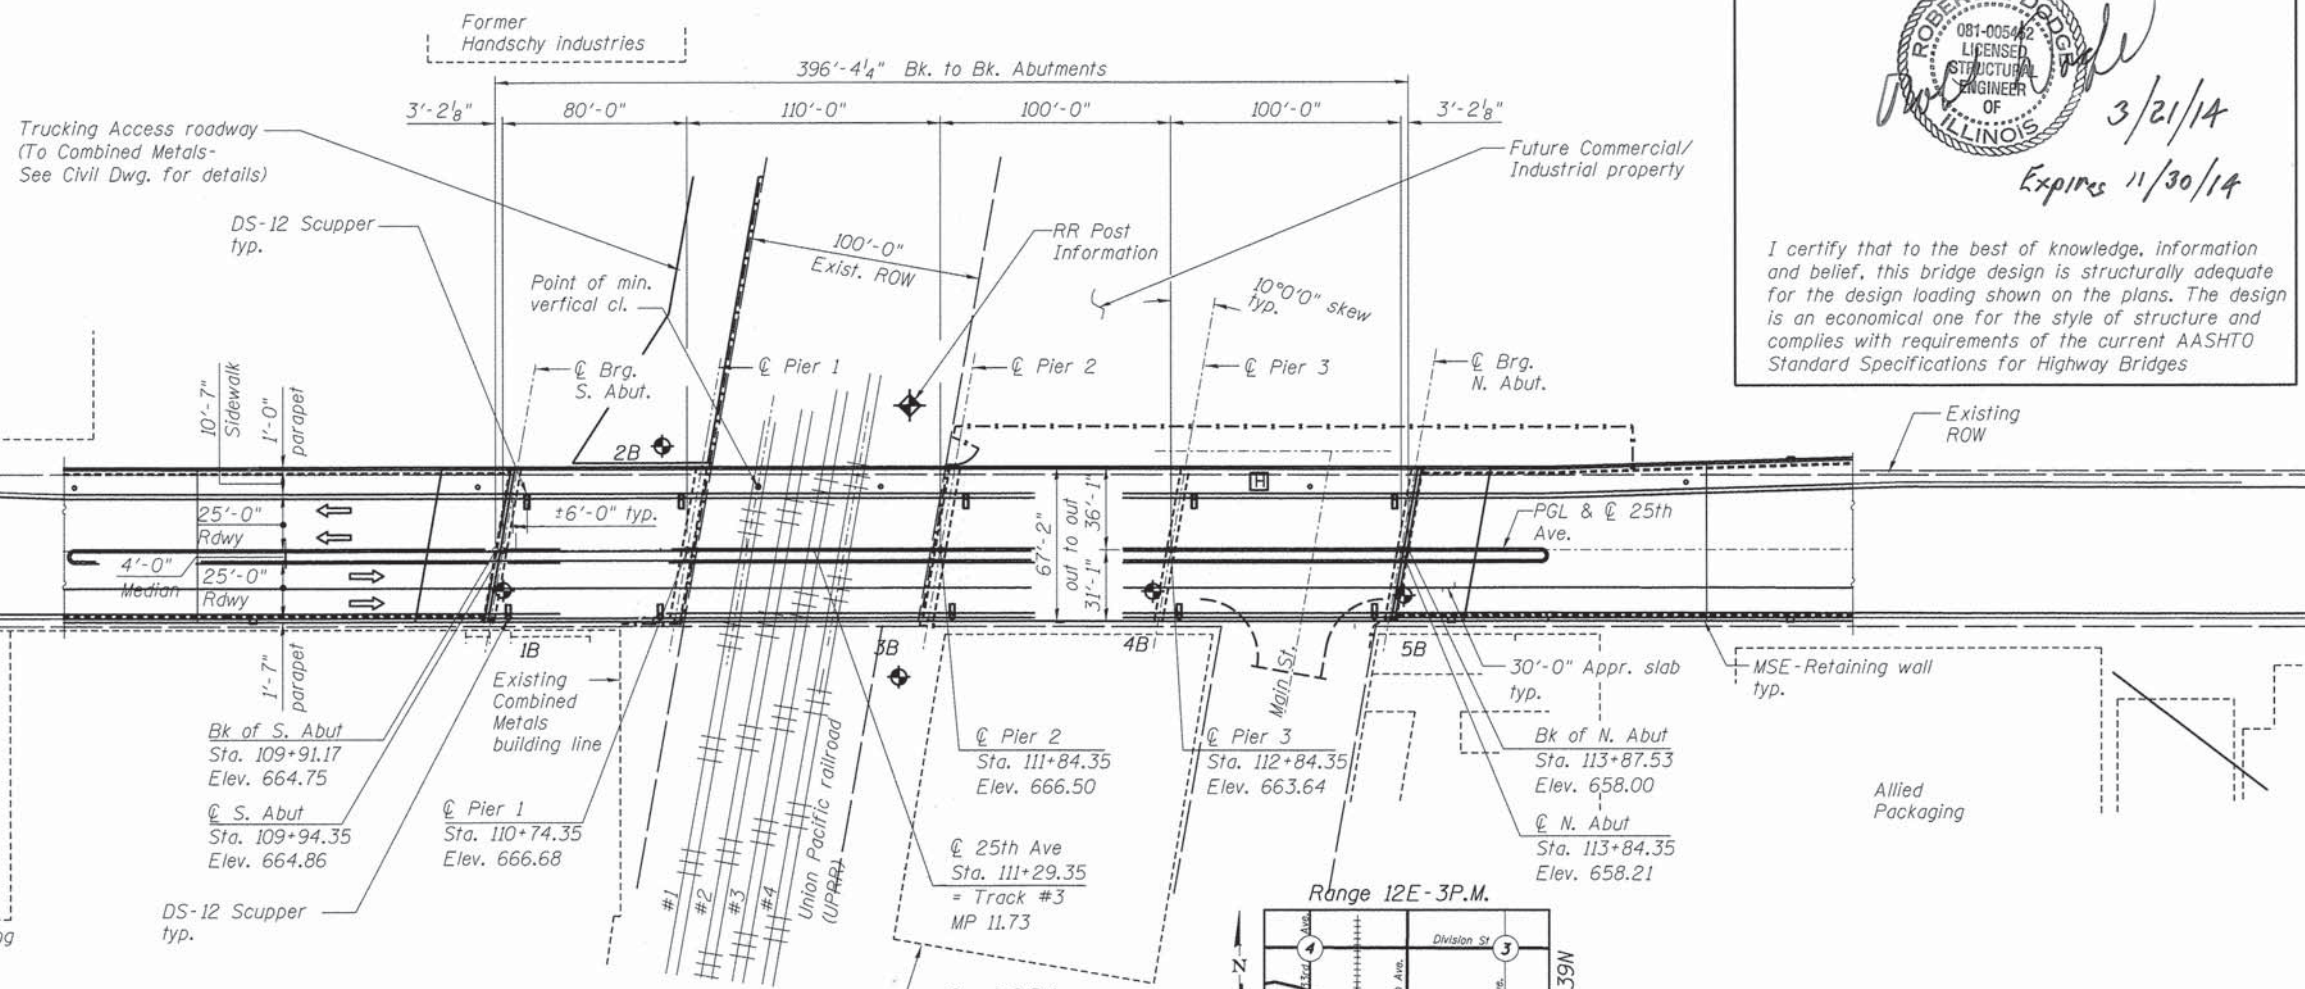 Former
Handschy industries
396'-4¼" Bk. to Bk. Abutments
3'-2⅛"
80'-0"
110'-0"
100'-0"
100'-0"
3'-2⅛"
Trucking Access roadway
(To Combined Metals-
See Civil Dwg. for details)
DS-12 Scupper
typ.
Point of min.
vertical cl.
100'-0"
Exist. ROW
RR Post
Information
Future Commercial/
Industrial property
10°0'0" skew
typ.
℄ Brg.
S. Abut.
℄ Pier 1
℄ Pier 2
℄ Pier 3
℄ Brg.
N. Abut.
081-005462
LICENSED
STRUCTURAL
ENGINEER
OF
ILLINOIS
DODGE
3/21/14
Expires 11/30/14
I certify that to the best of knowledge, information
and belief, this bridge design is structurally adequate
for the design loading shown on the plans. The design
is an economical one for the style of structure and
complies with requirements of the current AASHTO
Standard Specifications for Highway Bridges
Existing
ROW
10'-7"
Sidewalk
1'-0"
parapet
2B
H
25'-0"
Rdwy
±6'-0" typ.
4'-0"
Median
25'-0"
Rdwy
67'-2"
out to out
36'-1"
31'-1"
PGL & ℄ 25th
Ave.
1'-7"
parapet
1B
3B
4B
5B
Main St.
Existing
Combined
Metals
building line
30'-0" Appr. slab
typ.
MSE-Retaining wall
typ.
Bk of S. Abut
Sta. 109+91.17
Elev. 664.75
℄ S. Abut
Sta. 109+94.35
Elev. 664.86
℄ Pier 1
Sta. 110+74.35
Elev. 666.68
℄ Pier 2
Sta. 111+84.35
Elev. 666.50
℄ Pier 3
Sta. 112+84.35
Elev. 663.64
Bk of N. Abut
Sta. 113+87.53
Elev. 658.00
℄ N. Abut
Sta. 113+84.35
Elev. 658.21
Allied
Packaging
DS-12 Scupper
typ.
#1
#2
#3
#4
Union Pacific railroad
(UPRR)
℄ 25th Ave
Sta. 111+29.35
= Track #3
MP 11.73
Range 12E-3P.M.
N
4
Division St
3
Ave.
39N